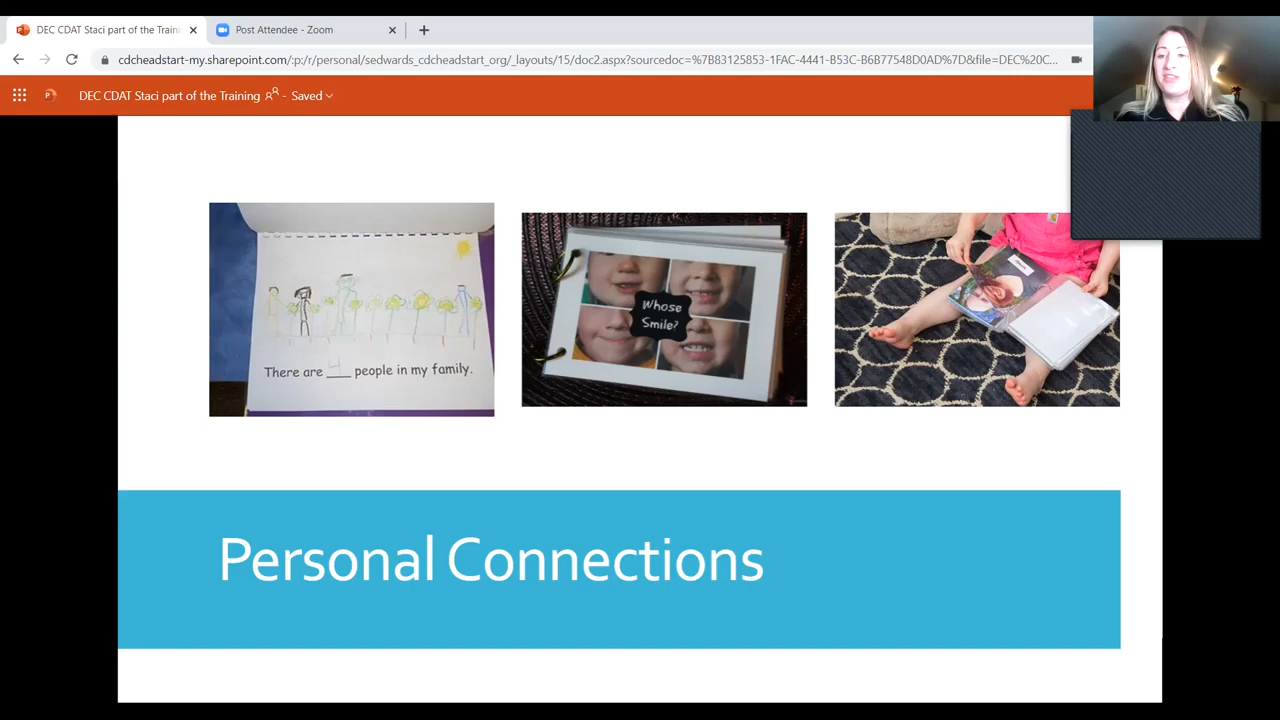 DEC CDAT Staci part of the Traini
Post Attendee - Zoom
cdcheadstart-my.sharepoint.com/:p:/r/personal/sedwards_cdcheadstart_org/_layouts/15/doc2.aspx?sourcedoc=%7B83125B53-1FAC-4441-B53C-B6B77548D0AD%7D&file=DEC%20C...
DEC CDAT Staci part of the Training - Saved
There are 4 people in my family.
Whose
Smile?
Personal Connections